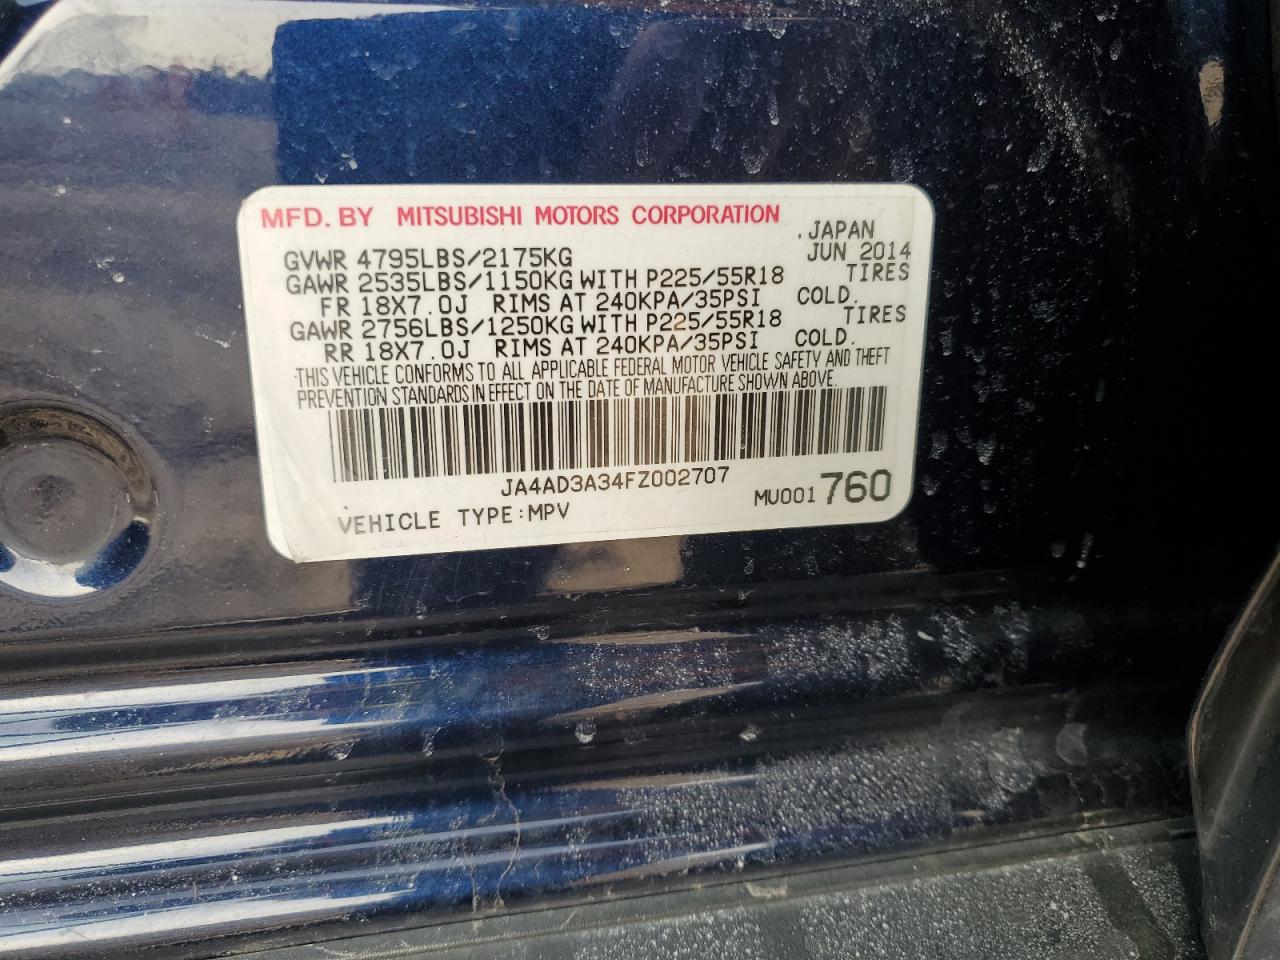 MFD. BY MITSUBISHI MOTORS CORPORATION
, JAPAN
GVWR 4795LBS/2175KG JUN 2014
GAWR 2535LBS/1150KG WITH P225/55R18 TIRES
FR 18X7.0J RIMS AT 240KPA/35PSI COLD.
GAWR 2756LBS/1250KG WITH P225/55R18 TIRES
RR 18X7.0J RIMS AT 240KPA/35PSI COLD.
THIS VEHICLE CONFORMS TO ALL APPLICABLE FEDERAL MOTOR VEHICLE SAFETY AND THEFT
PREVENTION STANDARDS IN EFFECT ON THE DATE OF MANUFACTURE SHOWN ABOVE.
JA4AD3A34FZ002707
VEHICLE TYPE:MPV MU001 760